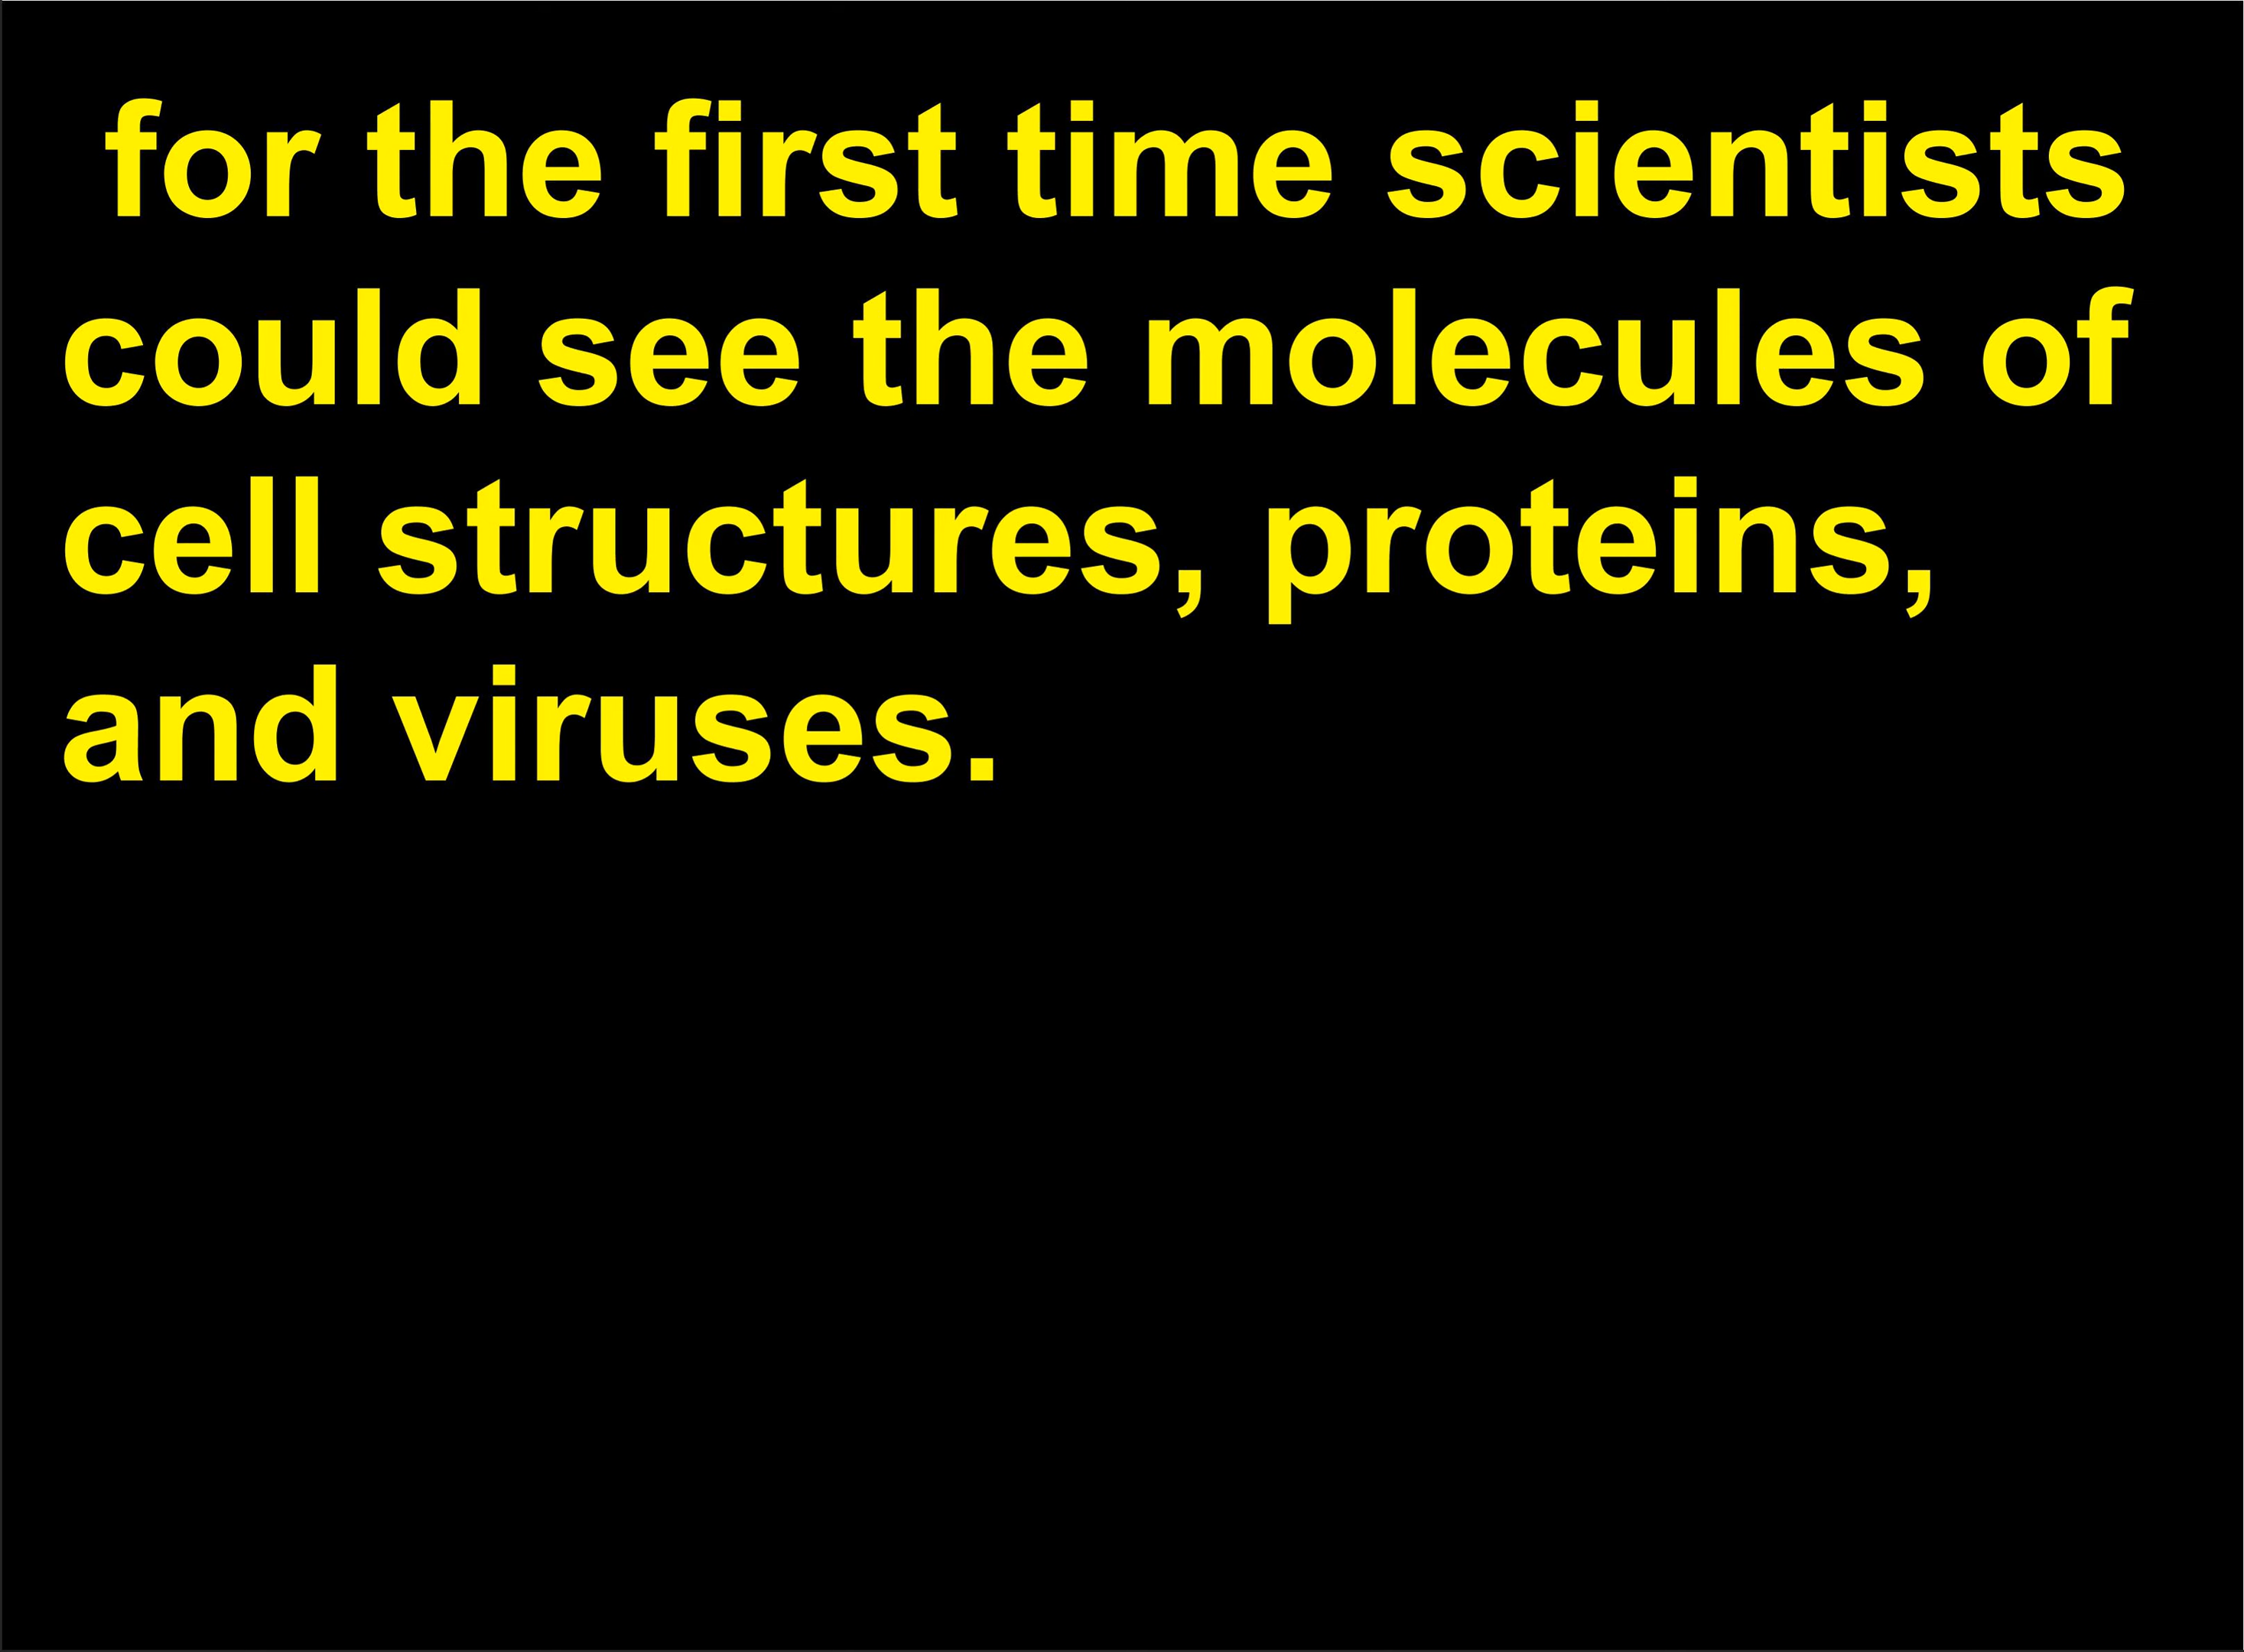 for the first time scientists
could see the molecules of
cell structures, proteins,
and viruses.